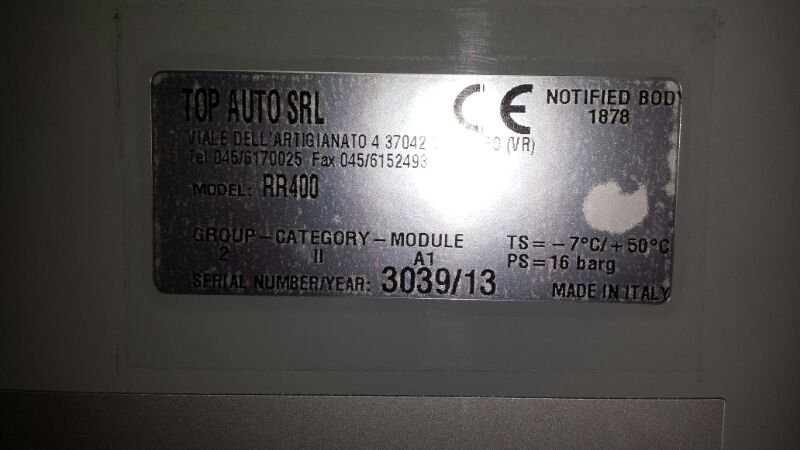 TOP AUTO SRL
CE
NOTIFIED BODY
1878
VIALE DELL'ARTIGIANATO 4 37042 (VR)
Tel 045/6170025 Fax 045/6152493
MODEL: RR400
GROUP-CATEGORY-MODULE
2 II A1
TS=-7°C/+50°C
PS=16 barg
SERIAL NUMBER/YEAR: 3039/13
MADE IN ITALY